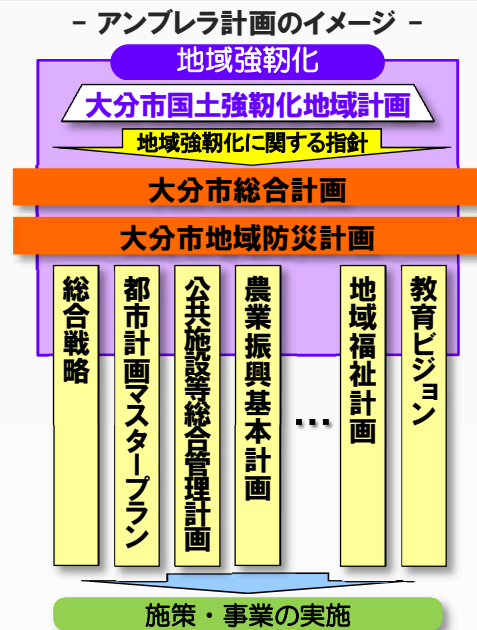 - アンブレラ計画のイメージ -
地域強靭化
大分市国土強靭化地域計画
地域強靭化に関する指針
大分市総合計画
大分市地域防災計画
総合戦略
都市計画マスタープラン
公共施設等総合管理計画
農業振興基本計画
…
地域福祉計画
教育ビジョン
施策・事業の実施